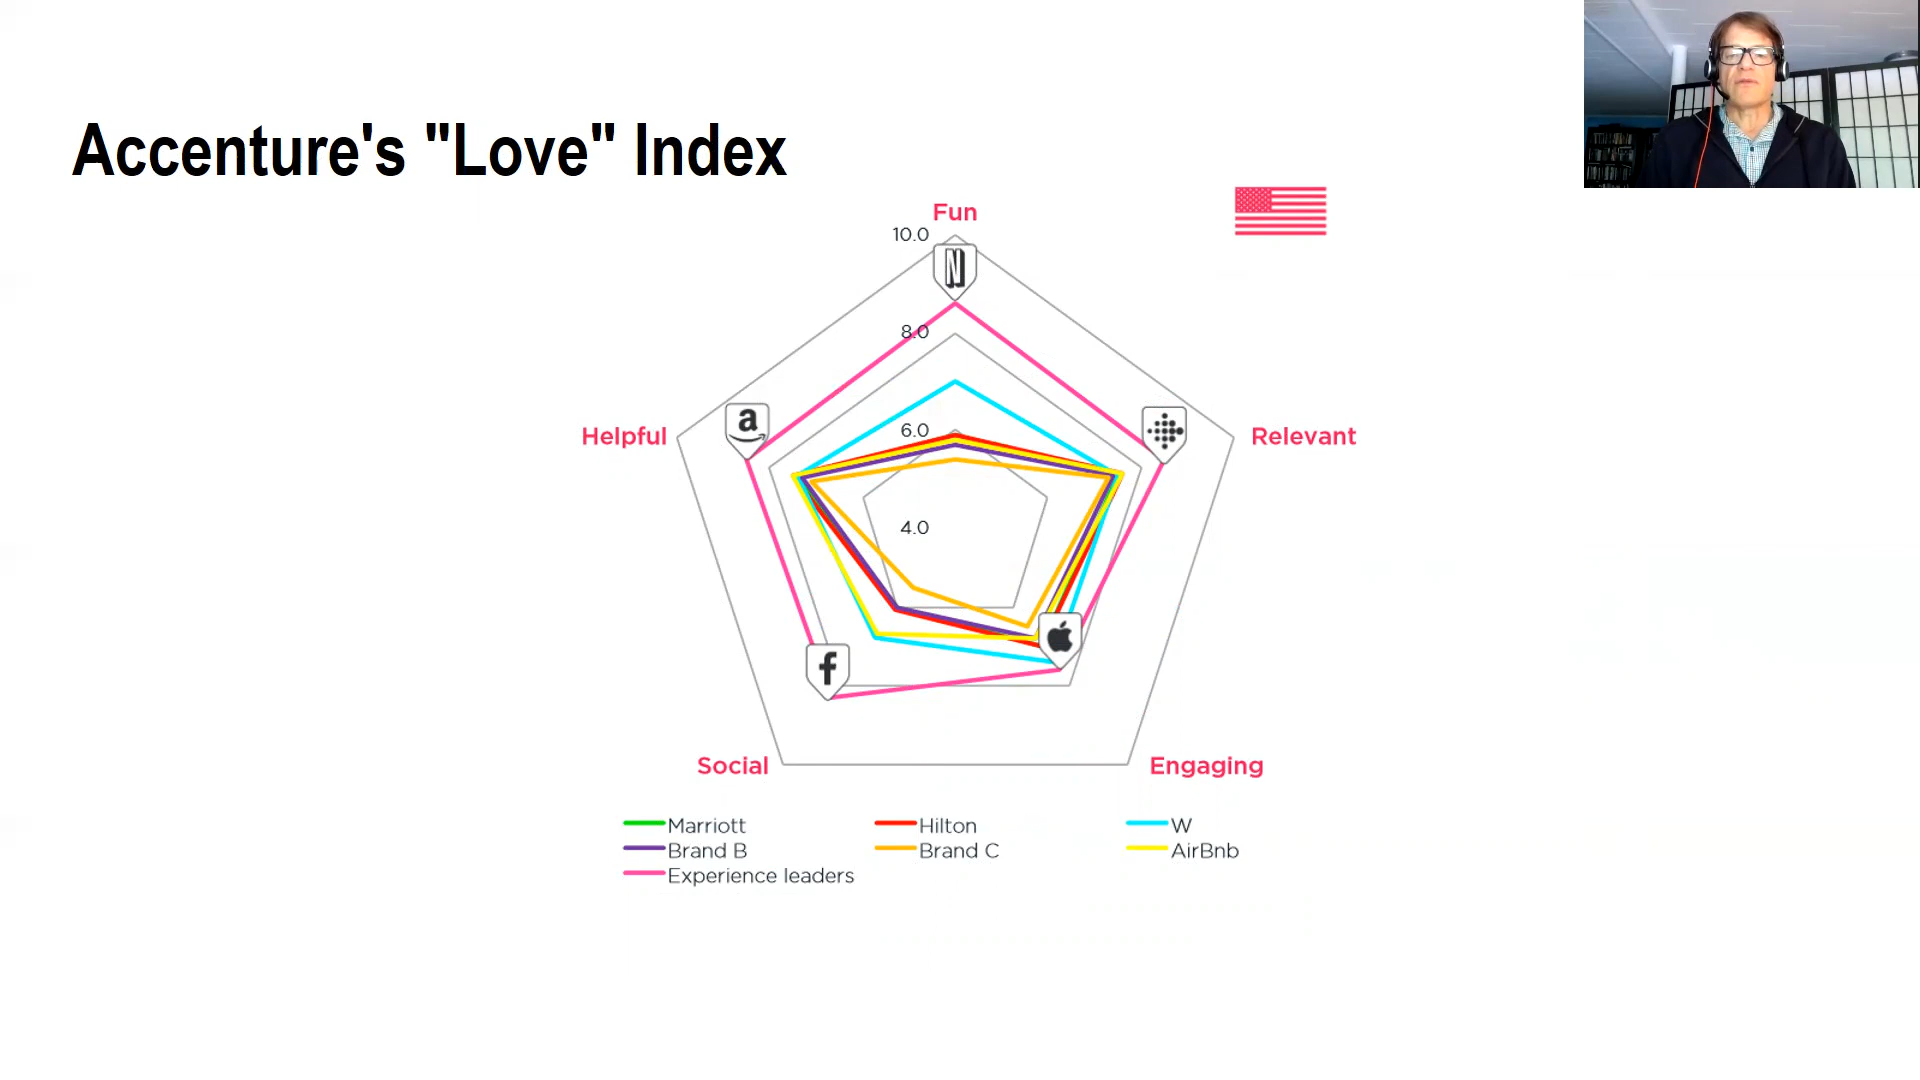 Accenture's "Love" Index
Fun
10.0
N
8.0
a
Helpful
6.0
Relevant
4.0
f
Social
Engaging
Marriott
Hilton
W
Brand B
Brand C
AirBnb
Experience leaders